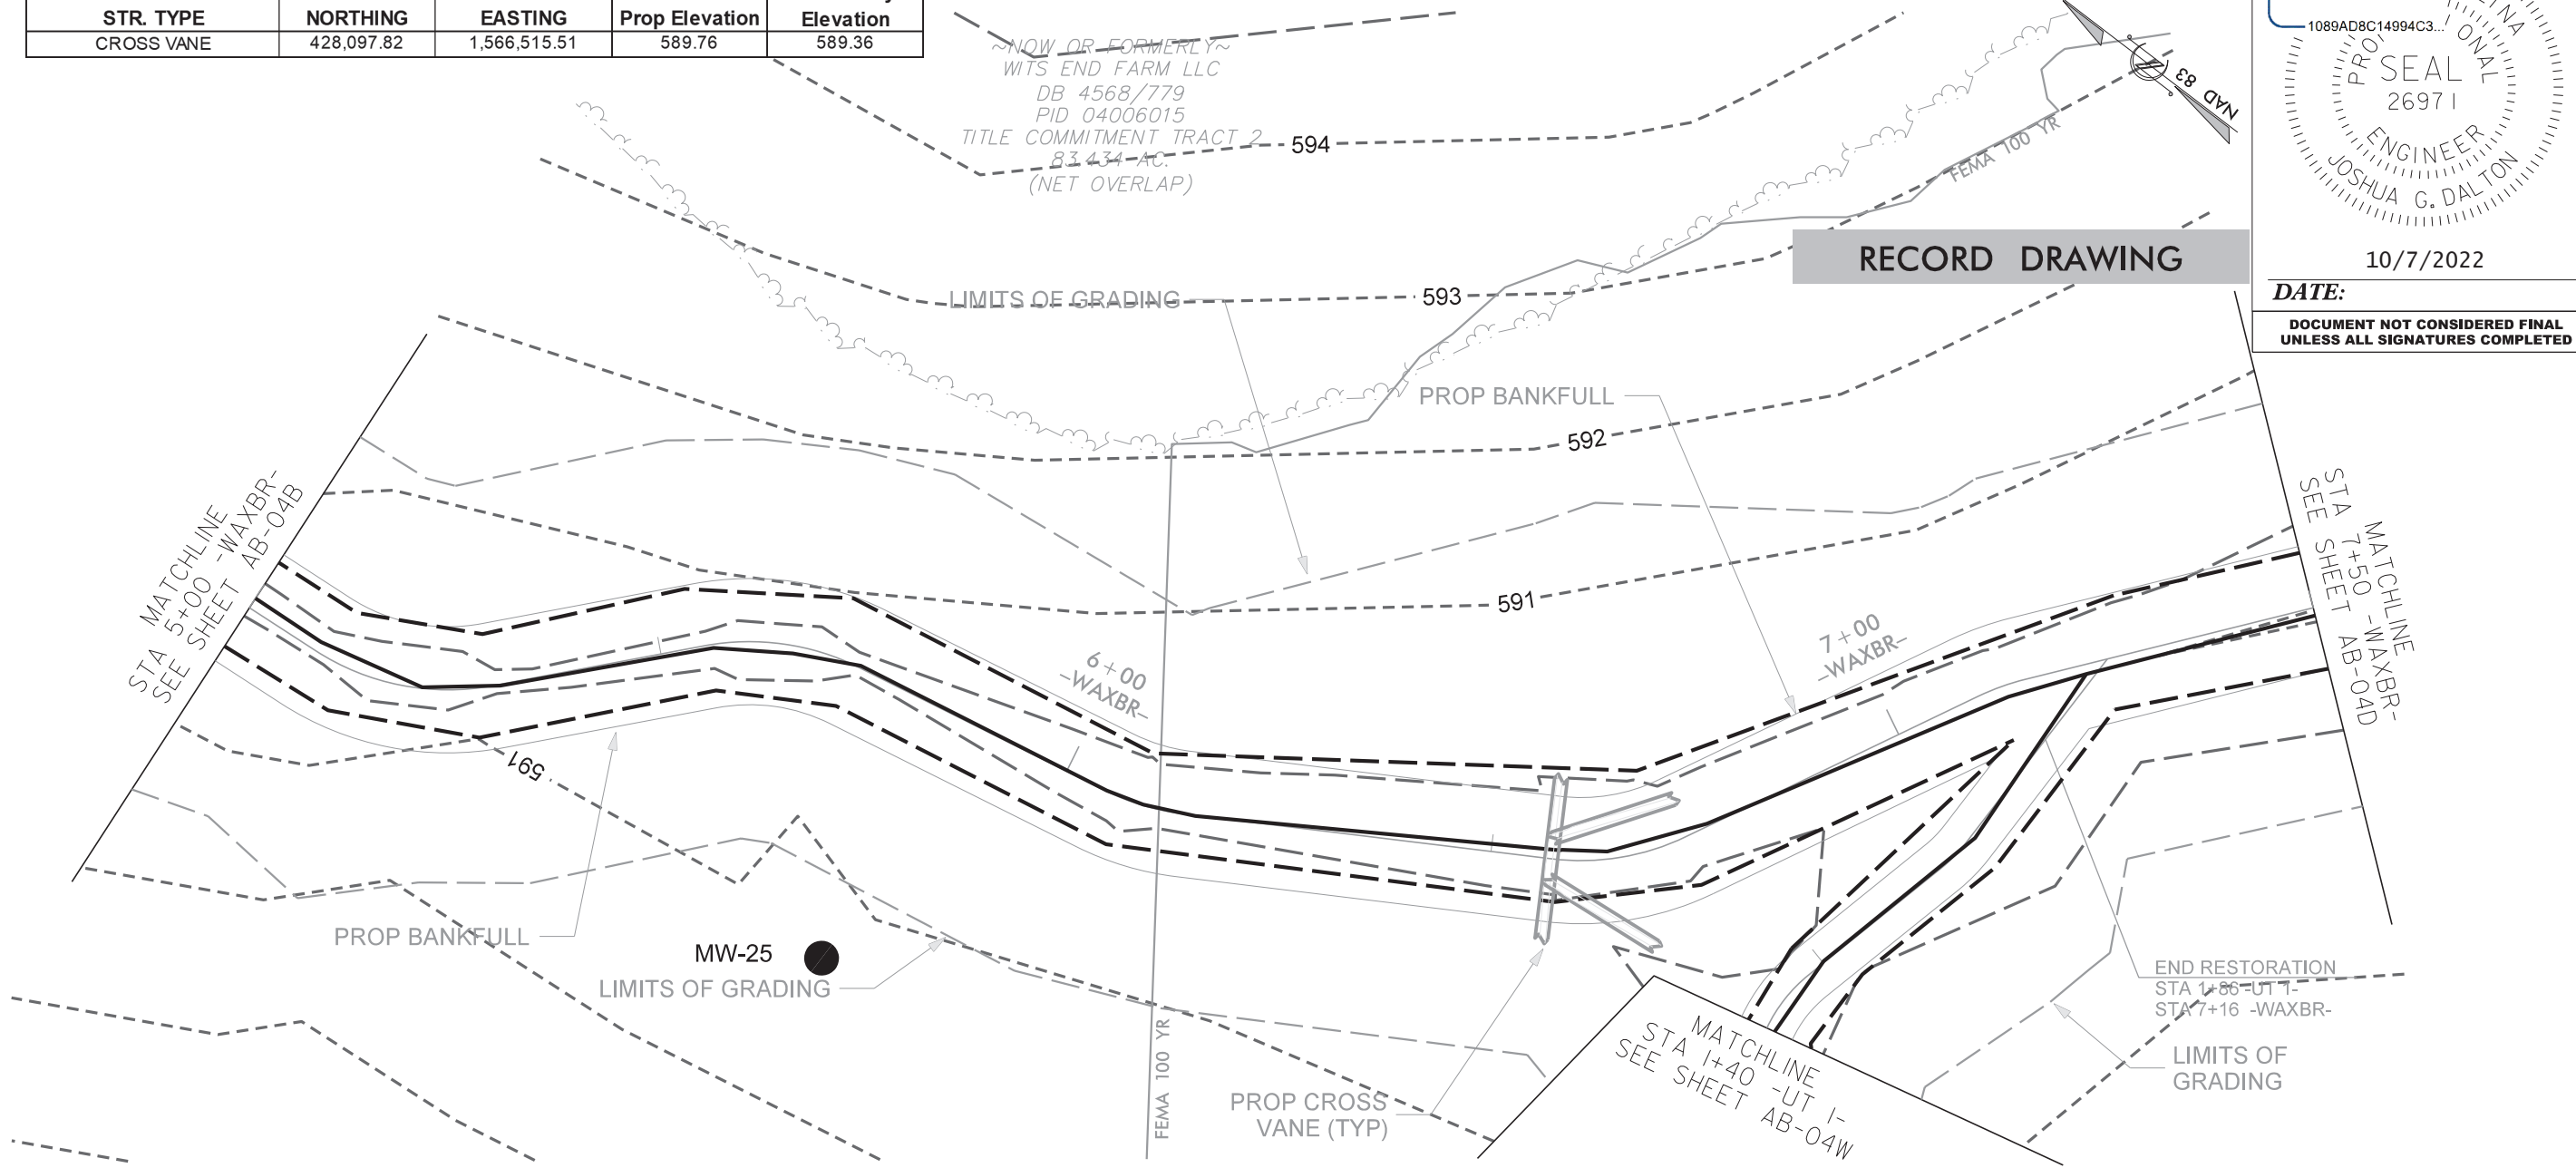 STR. TYPE NORTHING EASTING Prop Elevation Elevation
CROSS VANE 428,097.82 1,566,515.51 589.76 589.36
~NOW OR FORMERLY~
WITS END FARM LLC
DB 4568/779
PID 04006015
TITLE COMMITMENT TRACT 2
83.434 AC.
(NET OVERLAP)
594
FEMA 100 YR
NAD 83
1089AD8C14994C3...
SEAL
26971
ENGINEER
JOSHUA G. DALTON
10/7/2022
DATE:
DOCUMENT NOT CONSIDERED FINAL
UNLESS ALL SIGNATURES COMPLETED
RECORD DRAWING
LIMITS OF GRADING
593
PROP BANKFULL
592
MATCHLINE
STA 5+00 -WAXBR-
SEE SHEET AB-04B
591
6+00
-WAXBR-
7+00
-WAXBR-
MATCHLINE
STA 7+50 -WAXBR-
SEE SHEET AB-04D
591
PROP BANKFULL
MW-25
LIMITS OF GRADING
FEMA 100 YR
PROP CROSS
VANE (TYP)
MATCHLINE
STA 1+40 -UT 1-
SEE SHEET AB-04W
END RESTORATION
STA 1+86 -UT 1-
STA 7+16 -WAXBR-
LIMITS OF
GRADING